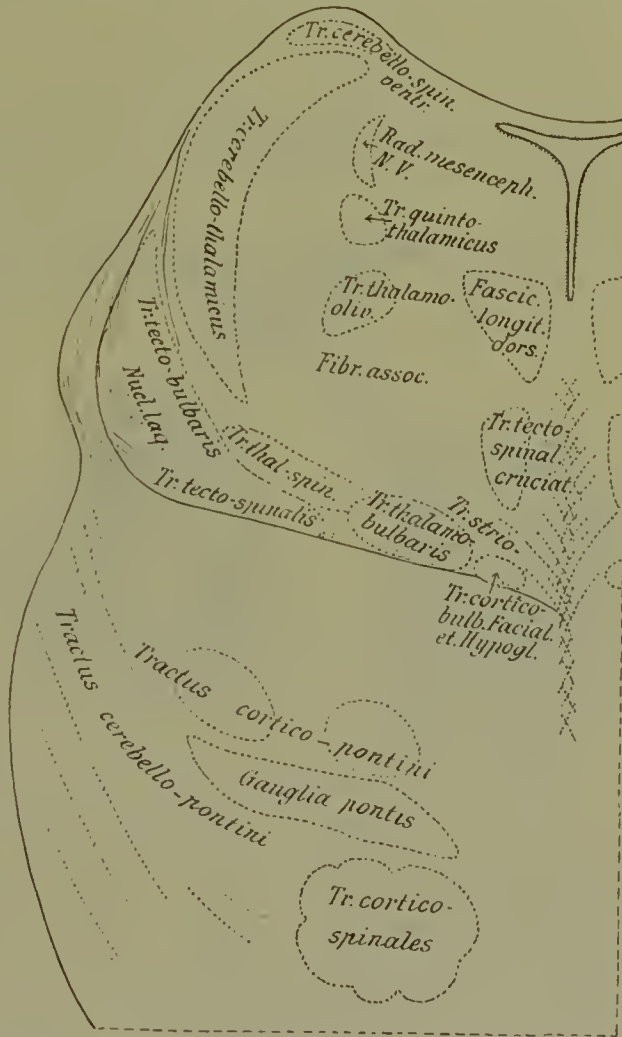 Tr. cerebello-spin.
ventr.
Tr. cerebello-thalamicus
Rad. mesenceph.
N. V.
Tr. quinto-
thalamicus
Tr. thalamo.
oliv.
Fascic.
longit.
dors.
Fibr. assoc.
Tr. tecto-bulbaris
Nucl. laq.
Tr. tecto-spinalis
Tr. thal.-spin.
Tr. thalamo-
bulbaris
Tr. strio-
Tr. tecto-
spinal.
cruciat.
Tr. cortico-
bulb. Facial.
et. Hypogl.
Tractus cortico-pontini
Tractus cerebello-pontini
Ganglia pontis
Tr. cortico-
spinales